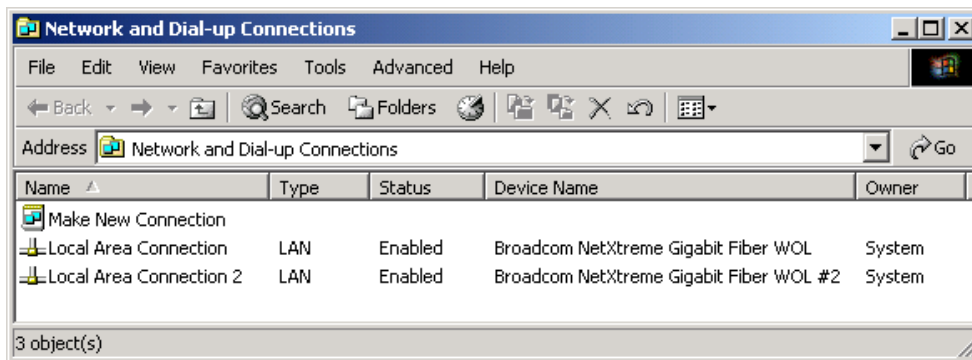 Network and Dial-up Connections
File Edit View Favorites Tools Advanced Help
Back Search Folders
Address Network and Dial-up Connections Go
Name Type Status Device Name Owner
Make New Connection
Local Area Connection LAN Enabled Broadcom NetXtreme Gigabit Fiber WOL System
Local Area Connection 2 LAN Enabled Broadcom NetXtreme Gigabit Fiber WOL #2 System
3 object(s)